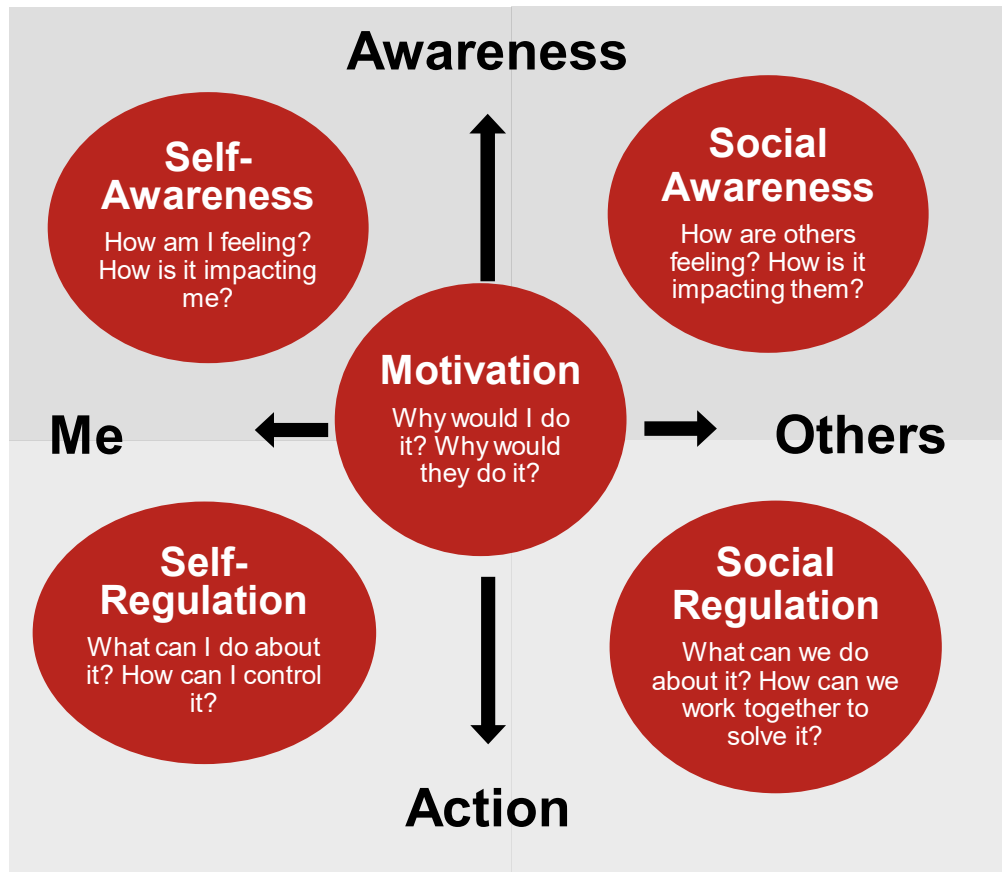 Awareness
Self-
Awareness
How am I feeling?
How is it impacting
me?
Social
Awareness
How are others
feeling? How is it
impacting them?
Motivation
Why would I do
it? Why would
they do it?
Me
Others
Self-
Regulation
What can I do about
it? How can I control
it?
Social
Regulation
What can we do
about it? How can we
work together to
solve it?
Action